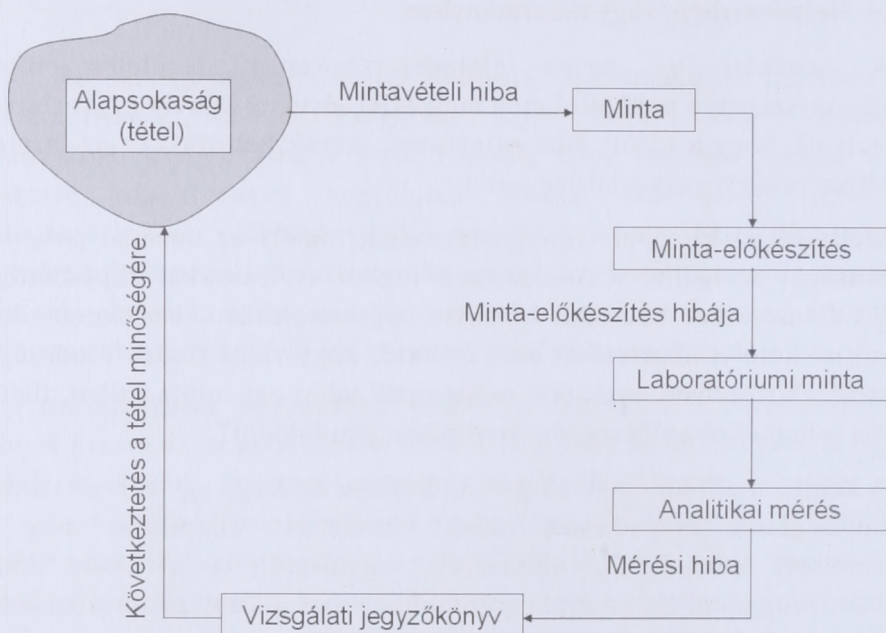 Alapsokaság
(tétel)
Mintavételi hiba
Minta
Minta-előkészítés
Minta-előkészítés hibája
Laboratóriumi minta
Analitikai mérés
Mérési hiba
Vizsgálati jegyzőkönyv
Következtetés a tétel minőségére